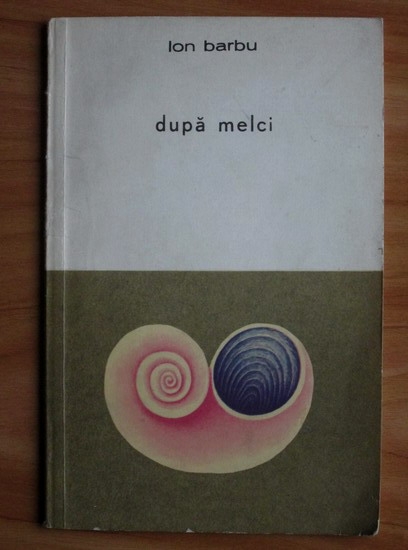 Ion barbu
după melci